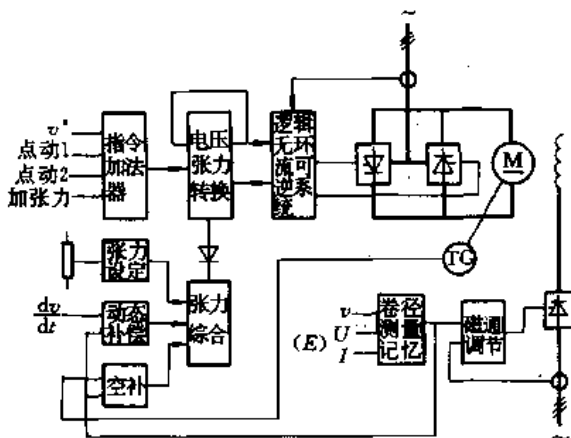 ~
v*
点动1
点动2
加张力
指令
加法
器
电压
张力
转换
逻辑
无环
流可
逆系
统
M
TG
张力
设定
dv
dt
动态
补偿
空补
张力
综合
v
U
(E)
I
卷径
测量
记忆
磁通
调节